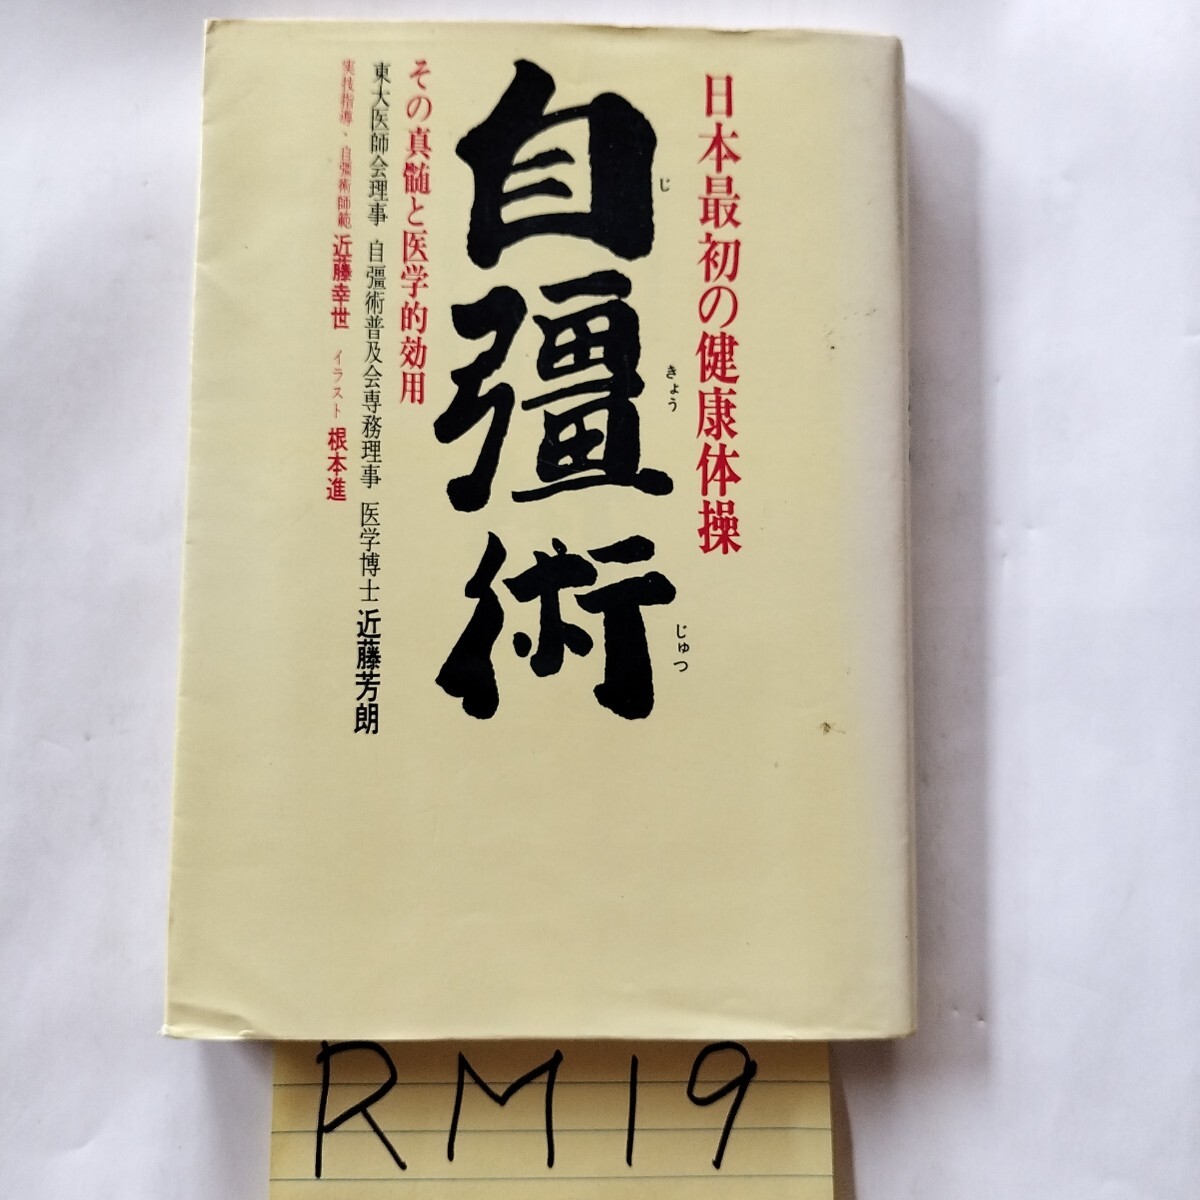 日本最初の健康体操
自彊術
じ
きょう
じゅつ
その真髄と医学的効用
東大医師会理事 自彊術普及会専務理事 医学博士 近藤芳朗
実技指導、自彊術師範 近藤幸世 イラスト 根本進
RM19